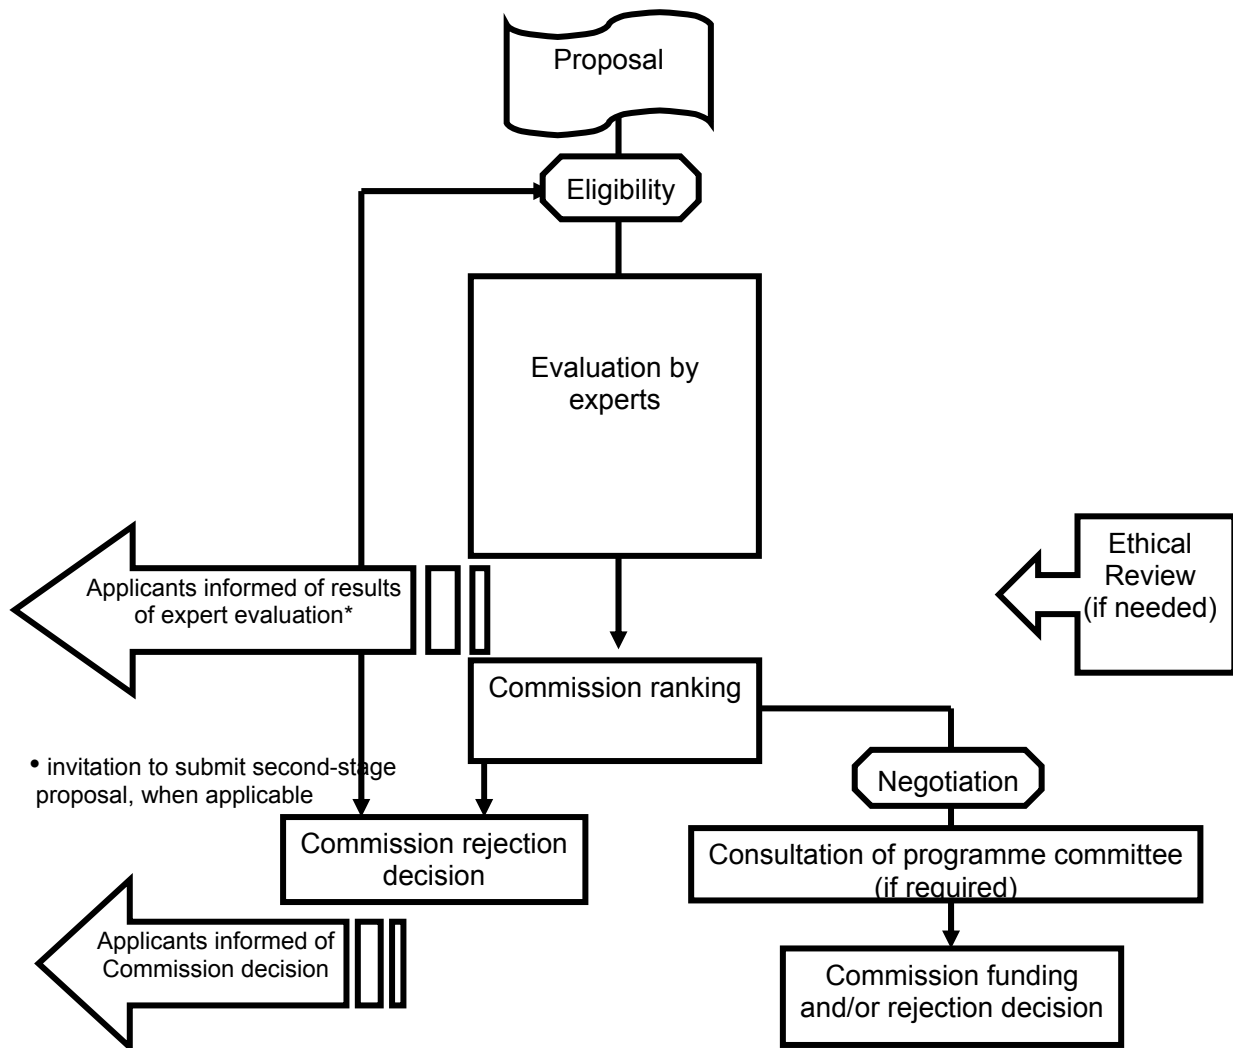 Proposal
Eligibility
Evaluation by
experts
Ethical
Review
(if needed)
Applicants informed of results
of expert evaluation*
Commission ranking
• invitation to submit second-stage
proposal, when applicable
Negotiation
Commission rejection
decision
Consultation of programme committee
(if required)
Applicants informed of
Commission decision
Commission funding
and/or rejection decision